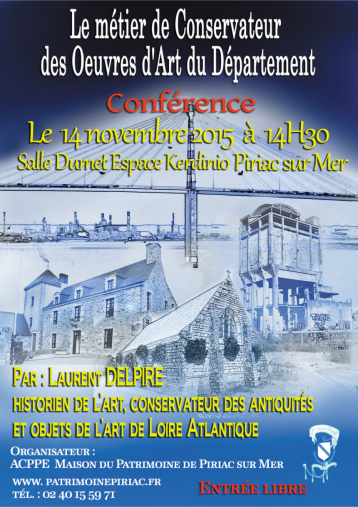 Le métier de Conservateur
des Oeuvres d'Art du Département
Conférence
Le 14 novembre 2015 à 14H30
Salle Dumet Espace Kerdinio Piriac sur Mer
Par : Laurent DELPIRE
historien de l'art, conservateur des antiquités
et objets de l'art de Loire Atlantique
Organisateur :
ACPPE Maison du Patrimoine de Piriac sur Mer
www. patrimoinepiriac.fr
tél. : 02 40 15 59 71
Entrée libre